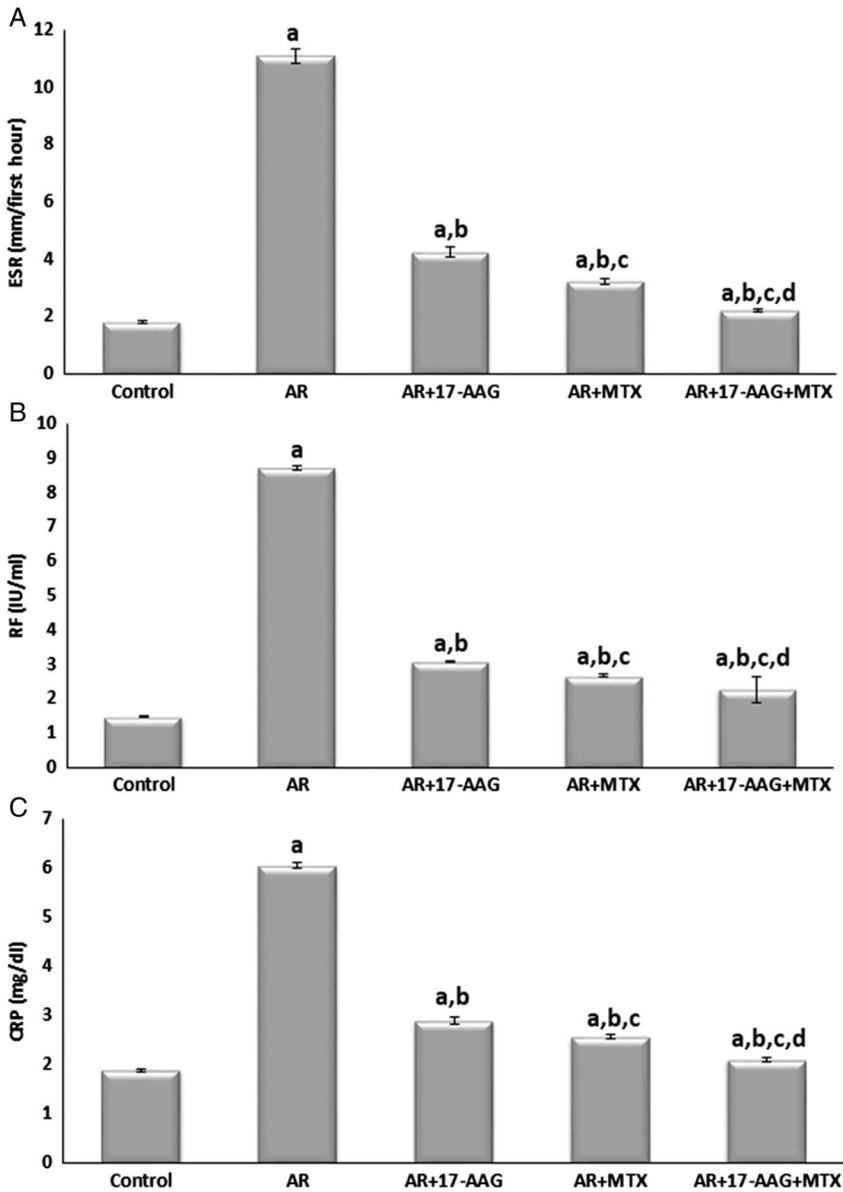 A
ESR (mm/first hour)
12
10
8
6
4
2
0
a
a,b
a,b,c
a,b,c,d
Control AR AR+17-AAG AR+MTX AR+17-AAG+MTX
B
RF (IU/ml)
10
9
8
7
6
5
4
3
2
1
0
a
a,b
a,b,c
a,b,c,d
Control AR AR+17-AAG AR+MTX AR+17-AAG+MTX
C
CRP (mg/dl)
7
6
5
4
3
2
1
0
a
a,b
a,b,c
a,b,c,d
Control AR AR+17-AAG AR+MTX AR+17-AAG+MTX